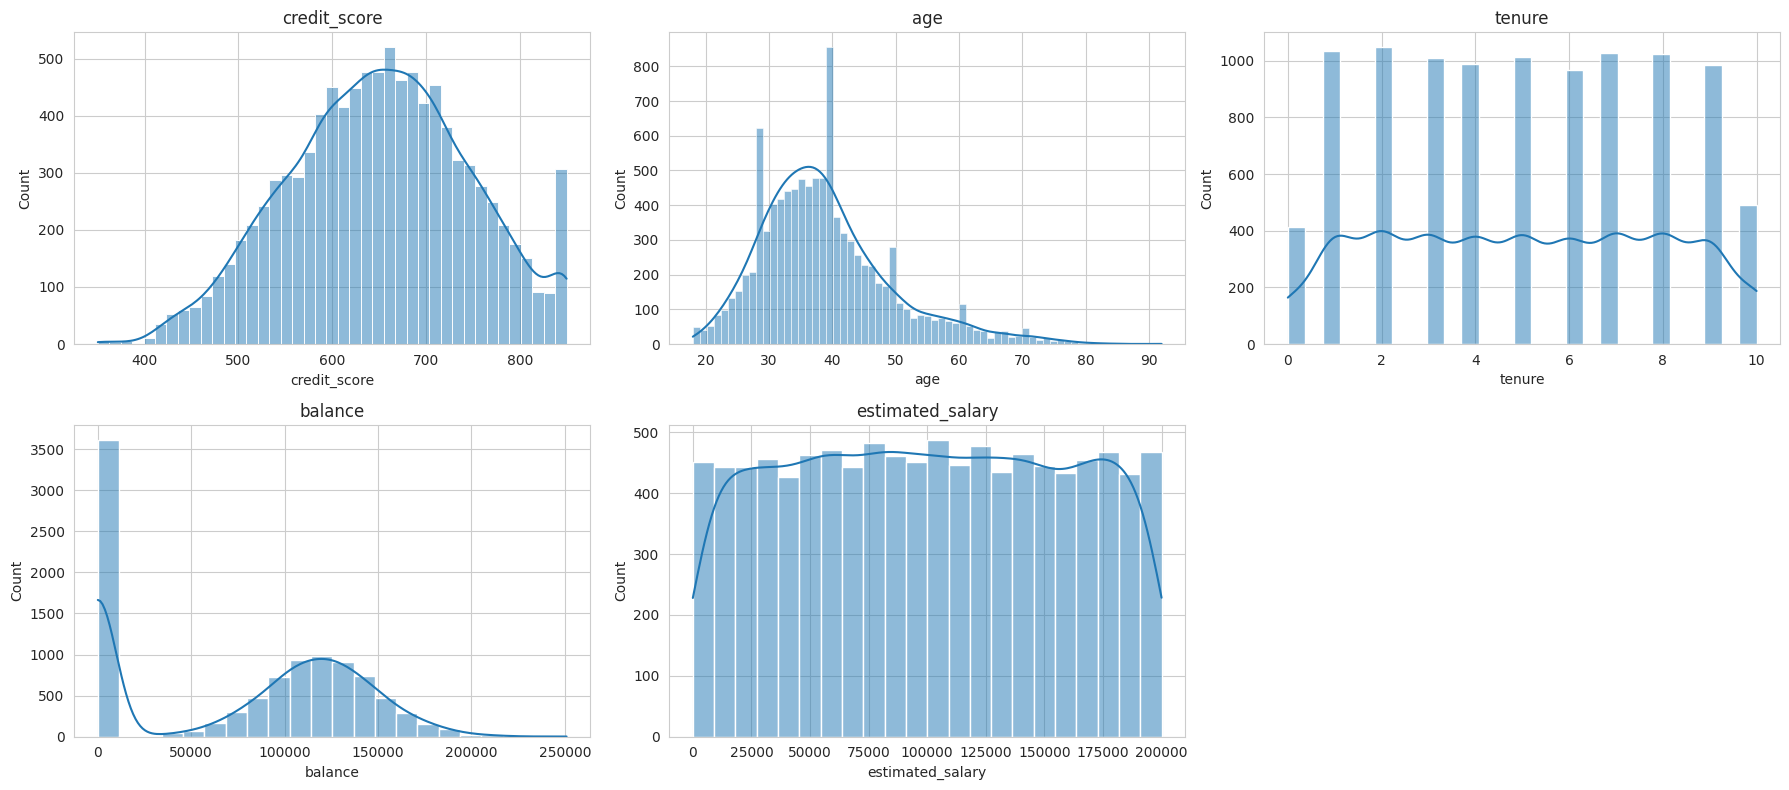 credit_score
500
400
300
200
100
0
Count
400 500 600 700 800
credit_score
age
800
700
600
500
400
300
200
100
0
Count
20 30 40 50 60 70 80 90
age
tenure
1000
800
600
400
200
0
Count
0 2 4 6 8 10
tenure
balance
3500
3000
2500
2000
1500
1000
500
0
Count
0 50000 100000 150000 200000 250000
balance
estimated_salary
500
400
300
200
100
0
Count
0 25000 50000 75000 100000 125000 150000 175000 200000
estimated_salary